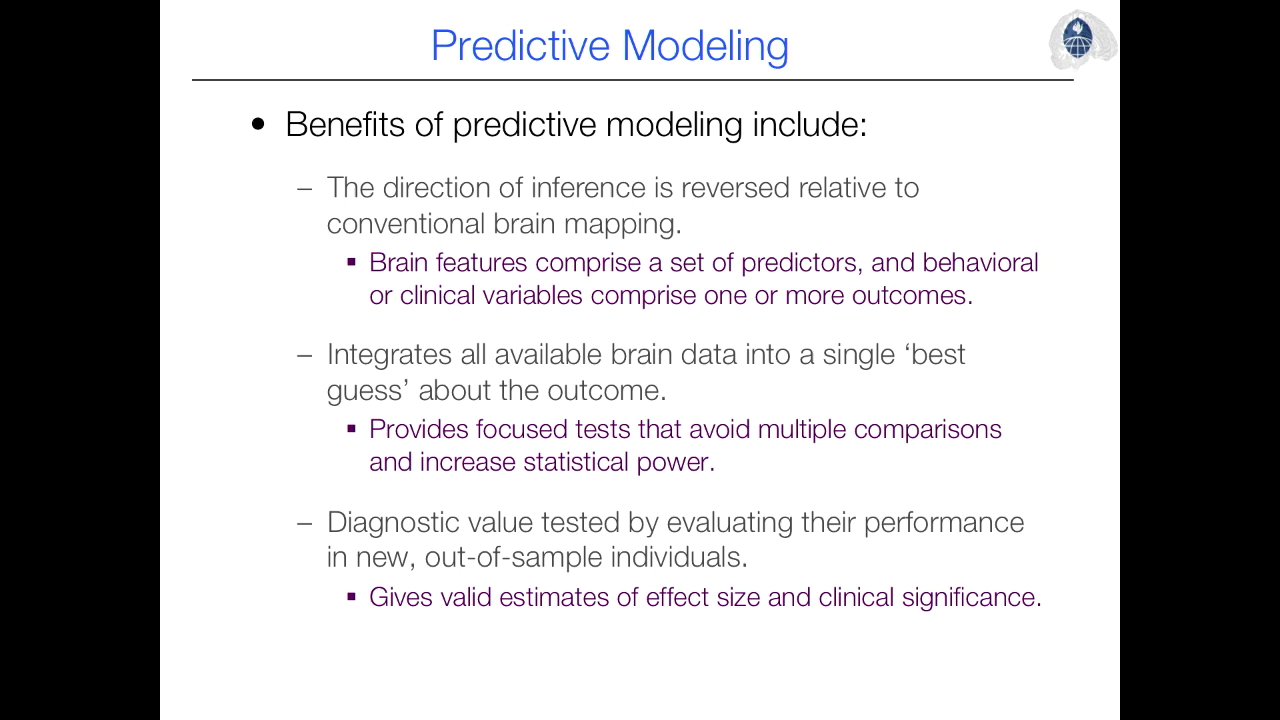 Predictive Modeling
• Benefits of predictive modeling include:
– The direction of inference is reversed relative to
conventional brain mapping.
▪ Brain features comprise a set of predictors, and behavioral
or clinical variables comprise one or more outcomes.
– Integrates all available brain data into a single ‘best
guess’ about the outcome.
▪ Provides focused tests that avoid multiple comparisons
and increase statistical power.
– Diagnostic value tested by evaluating their performance
in new, out-of-sample individuals.
▪ Gives valid estimates of effect size and clinical significance.